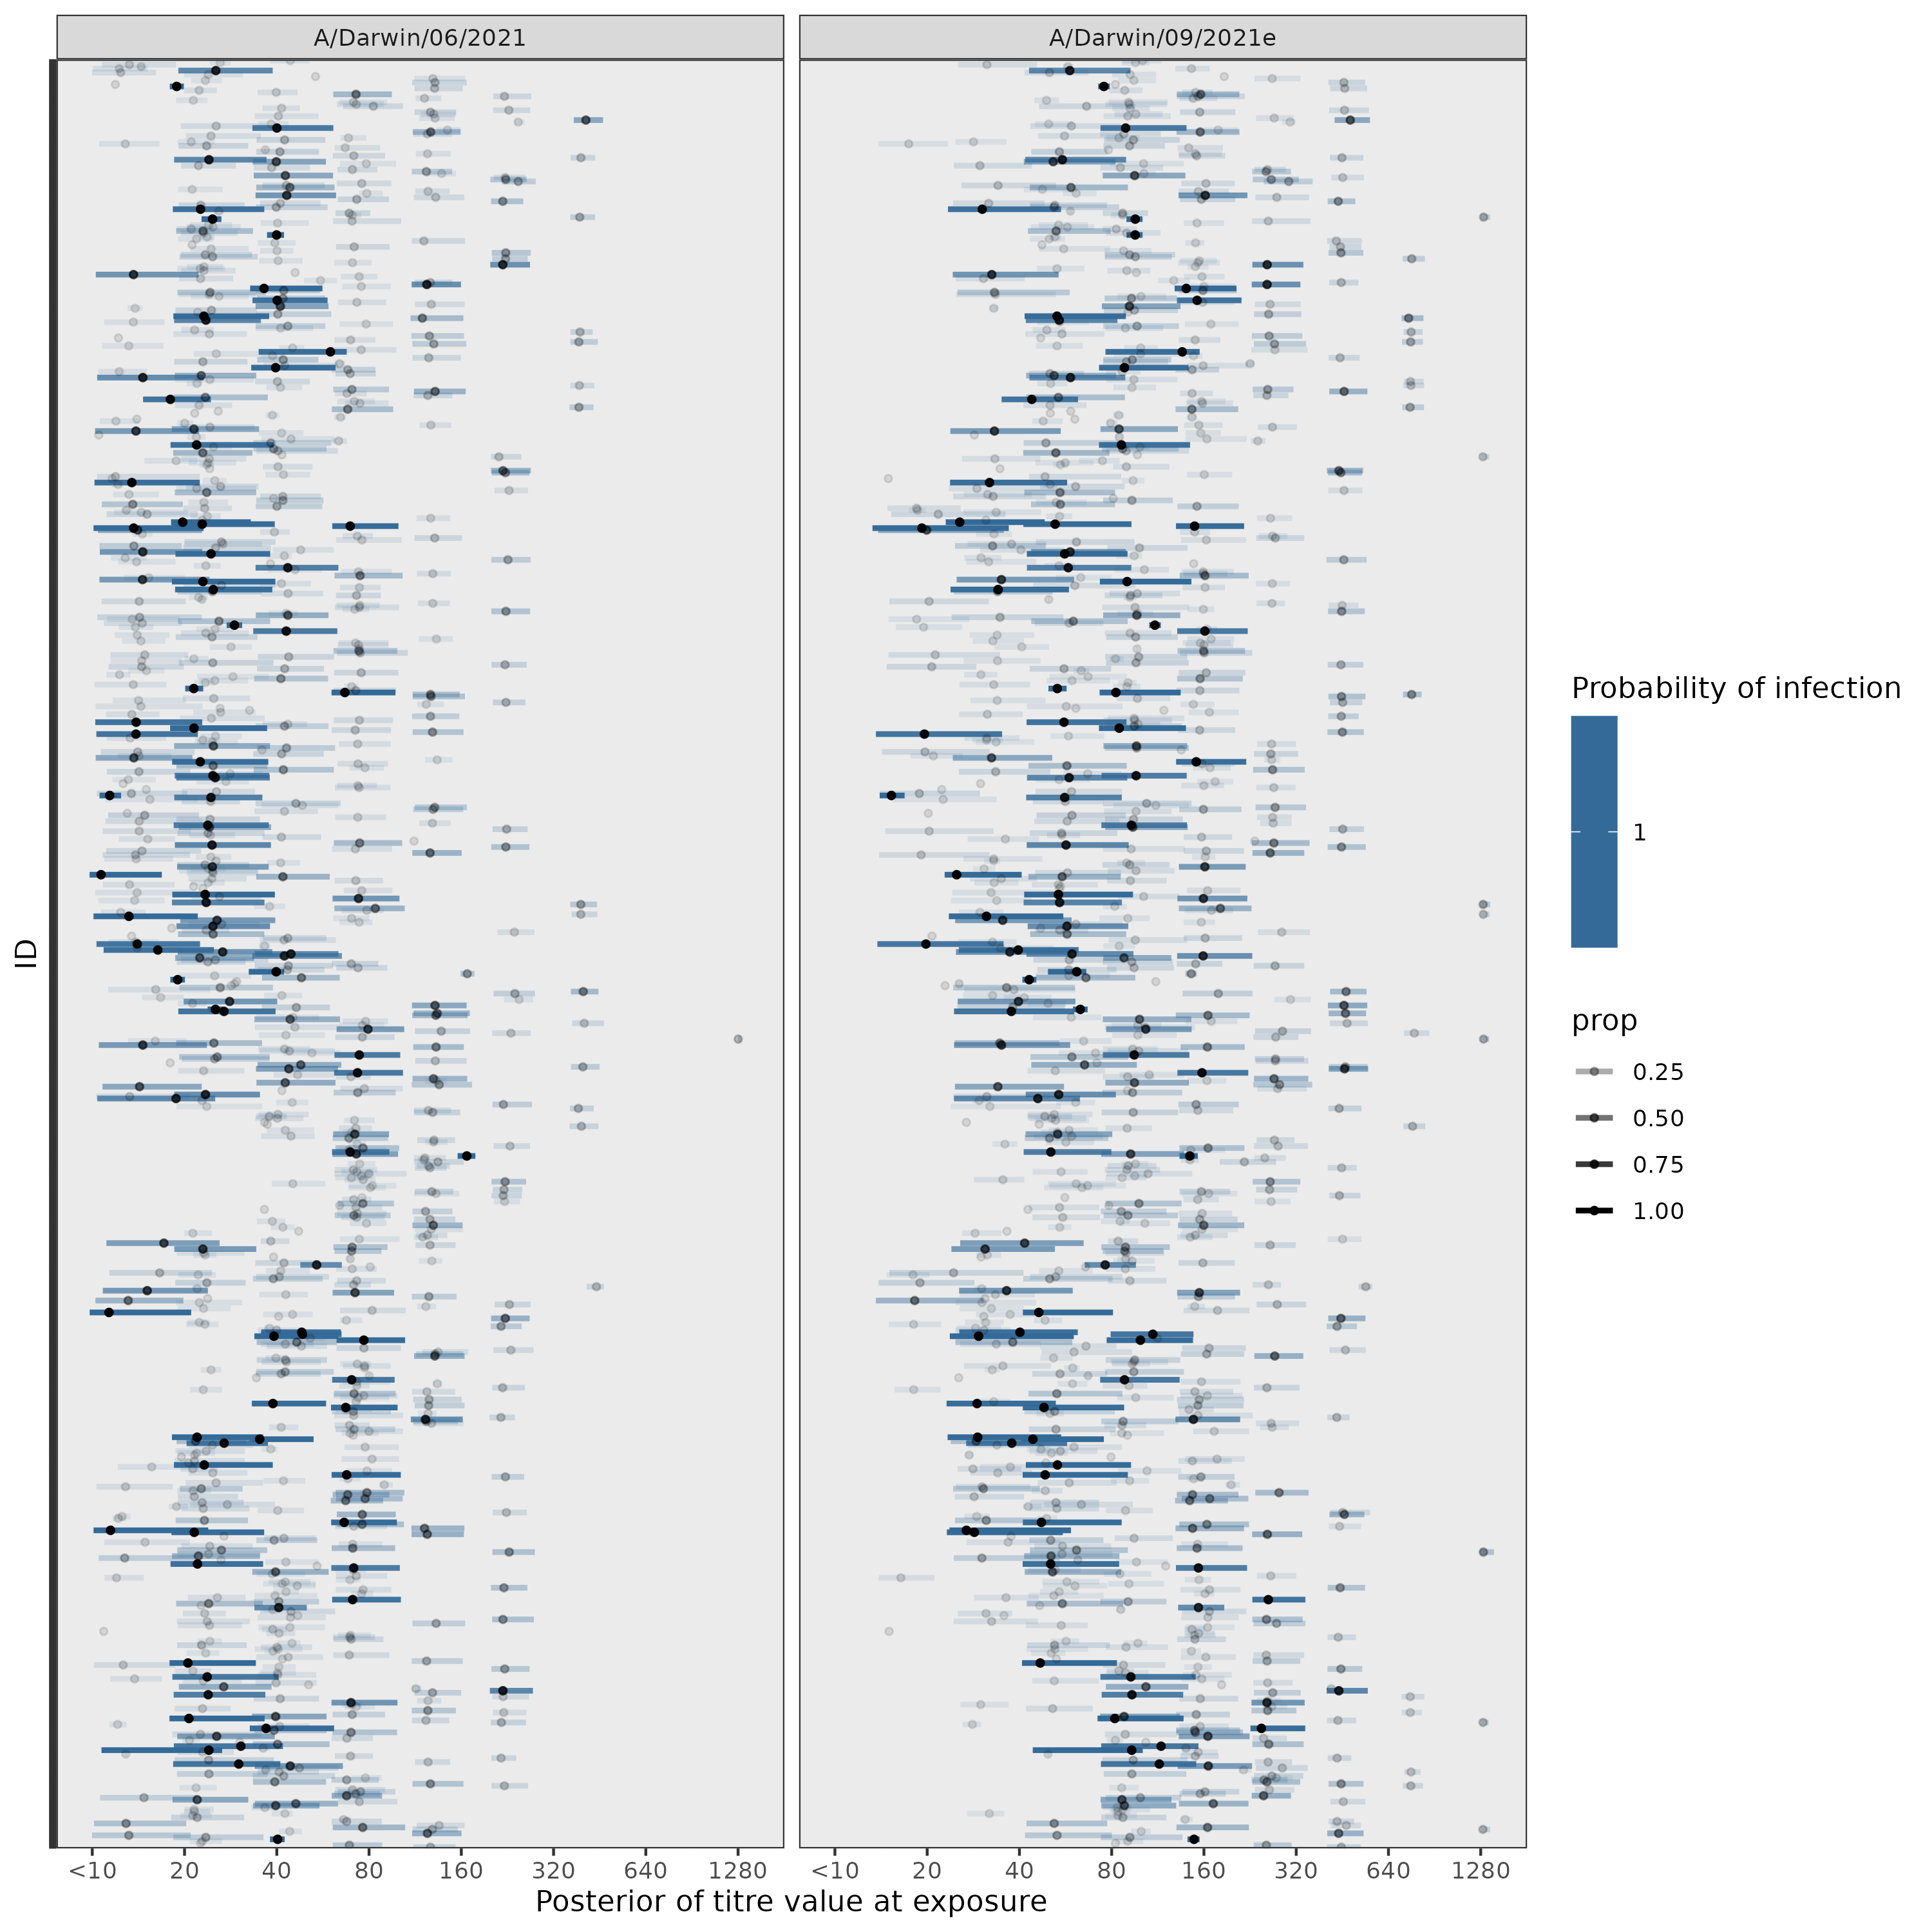 A/Darwin/06/2021
A/Darwin/09/2021e
ID
<10 20 40 80 160 320 640 1280
<10 20 40 80 160 320 640 1280
Posterior of titre value at exposure
Probability of infection
1
prop
0.25
0.50
0.75
1.00